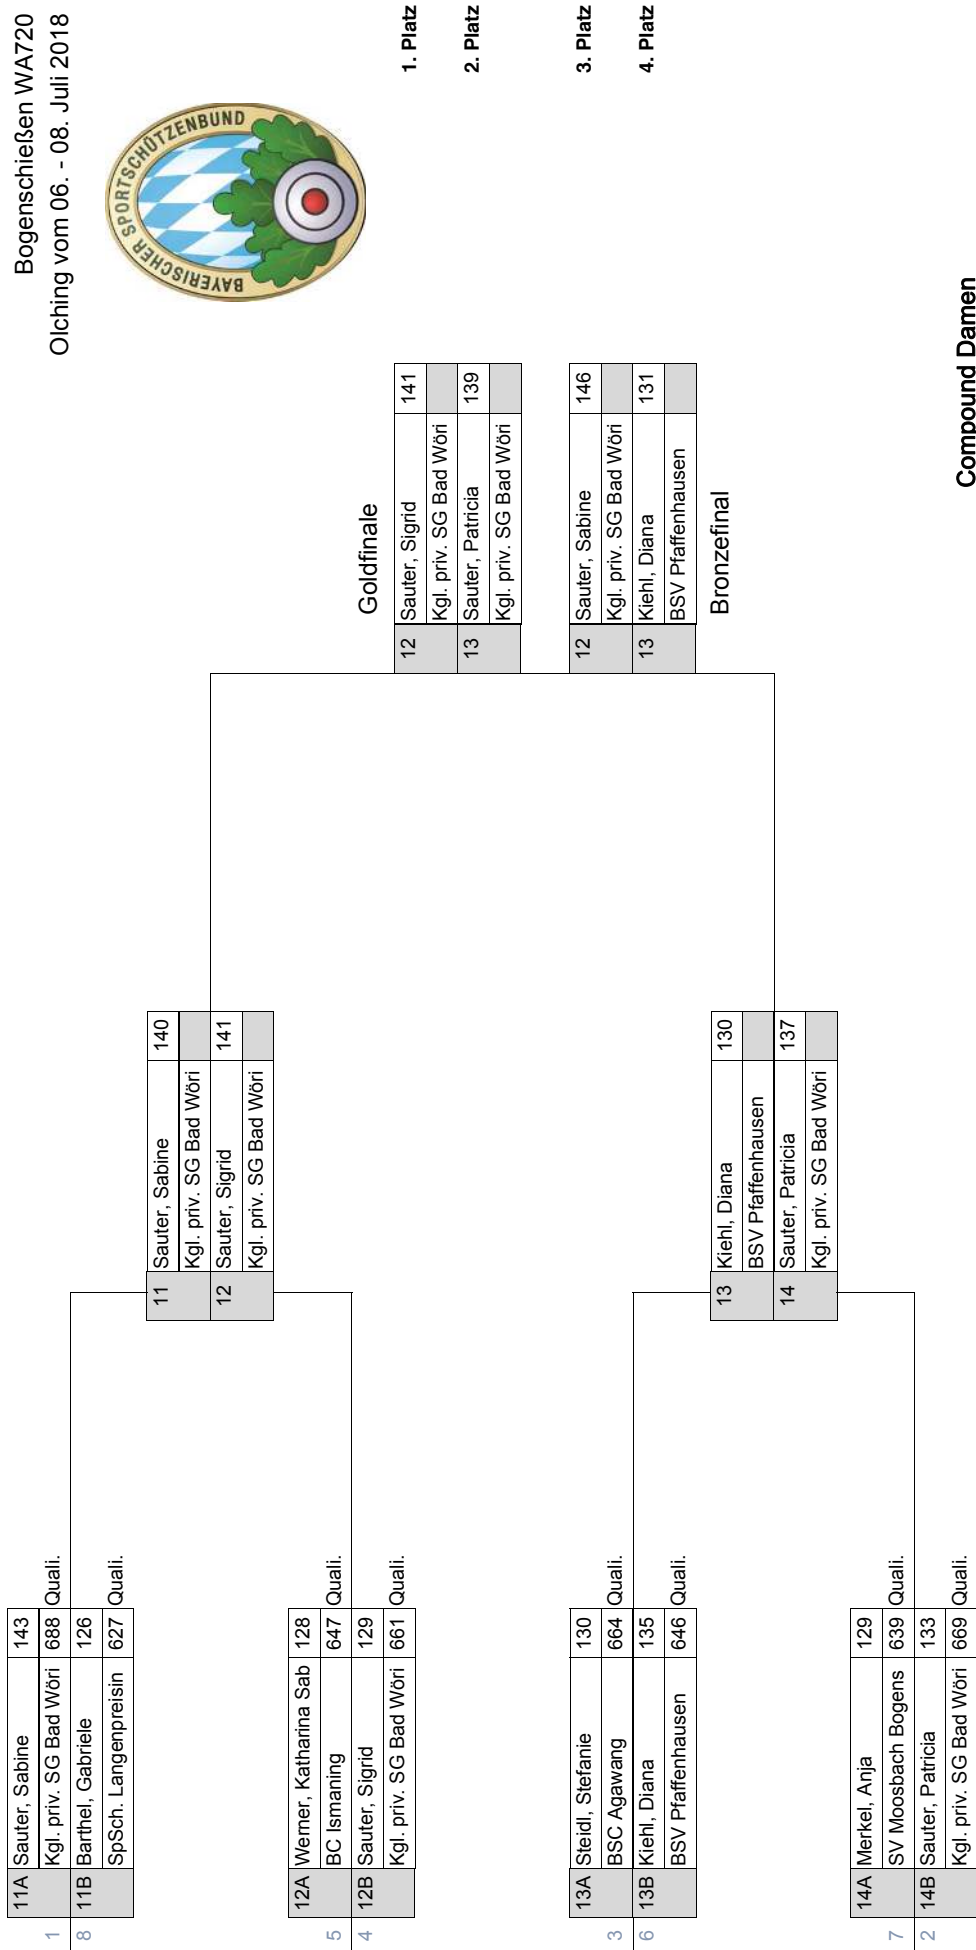 Bogenschießen WA720
Olching vom 06. - 08. Juli 2018
BAYERISCHER SPORTSCHÜTZENBUND
1 11A Sauter, Sabine 143
Kgl. priv. SG Bad Wöri 688 Quali.
8 11B Barthel, Gabriele 126
SpSch. Langenpreisin 627 Quali.
12A Werner, Katharina Sab 128
5 BC Ismaning 647 Quali.
4 12B Sauter, Sigrid 129
Kgl. priv. SG Bad Wöri 661 Quali.
13A Steidl, Stefanie 130
3 BSC Agawang 664 Quali.
6 13B Kiehl, Diana 135
BSV Pfaffenhausen 646 Quali.
14A Merkel, Anja 129
7 SV Moosbach Bogens 639 Quali.
2 14B Sauter, Patricia 133
Kgl. priv. SG Bad Wöri 669 Quali.
11 Sauter, Sabine 140
Kgl. priv. SG Bad Wöri
12 Sauter, Sigrid 141
Kgl. priv. SG Bad Wöri
13 Kiehl, Diana 130
BSV Pfaffenhausen
14 Sauter, Patricia 137
Kgl. priv. SG Bad Wöri
Goldfinale
12 Sauter, Sigrid 141 1. Platz
Kgl. priv. SG Bad Wöri
13 Sauter, Patricia 139 2. Platz
Kgl. priv. SG Bad Wöri
12 Sauter, Sabine 146 3. Platz
Kgl. priv. SG Bad Wöri
13 Kiehl, Diana 131 4. Platz
BSV Pfaffenhausen
Bronzefinal
Compound Damen